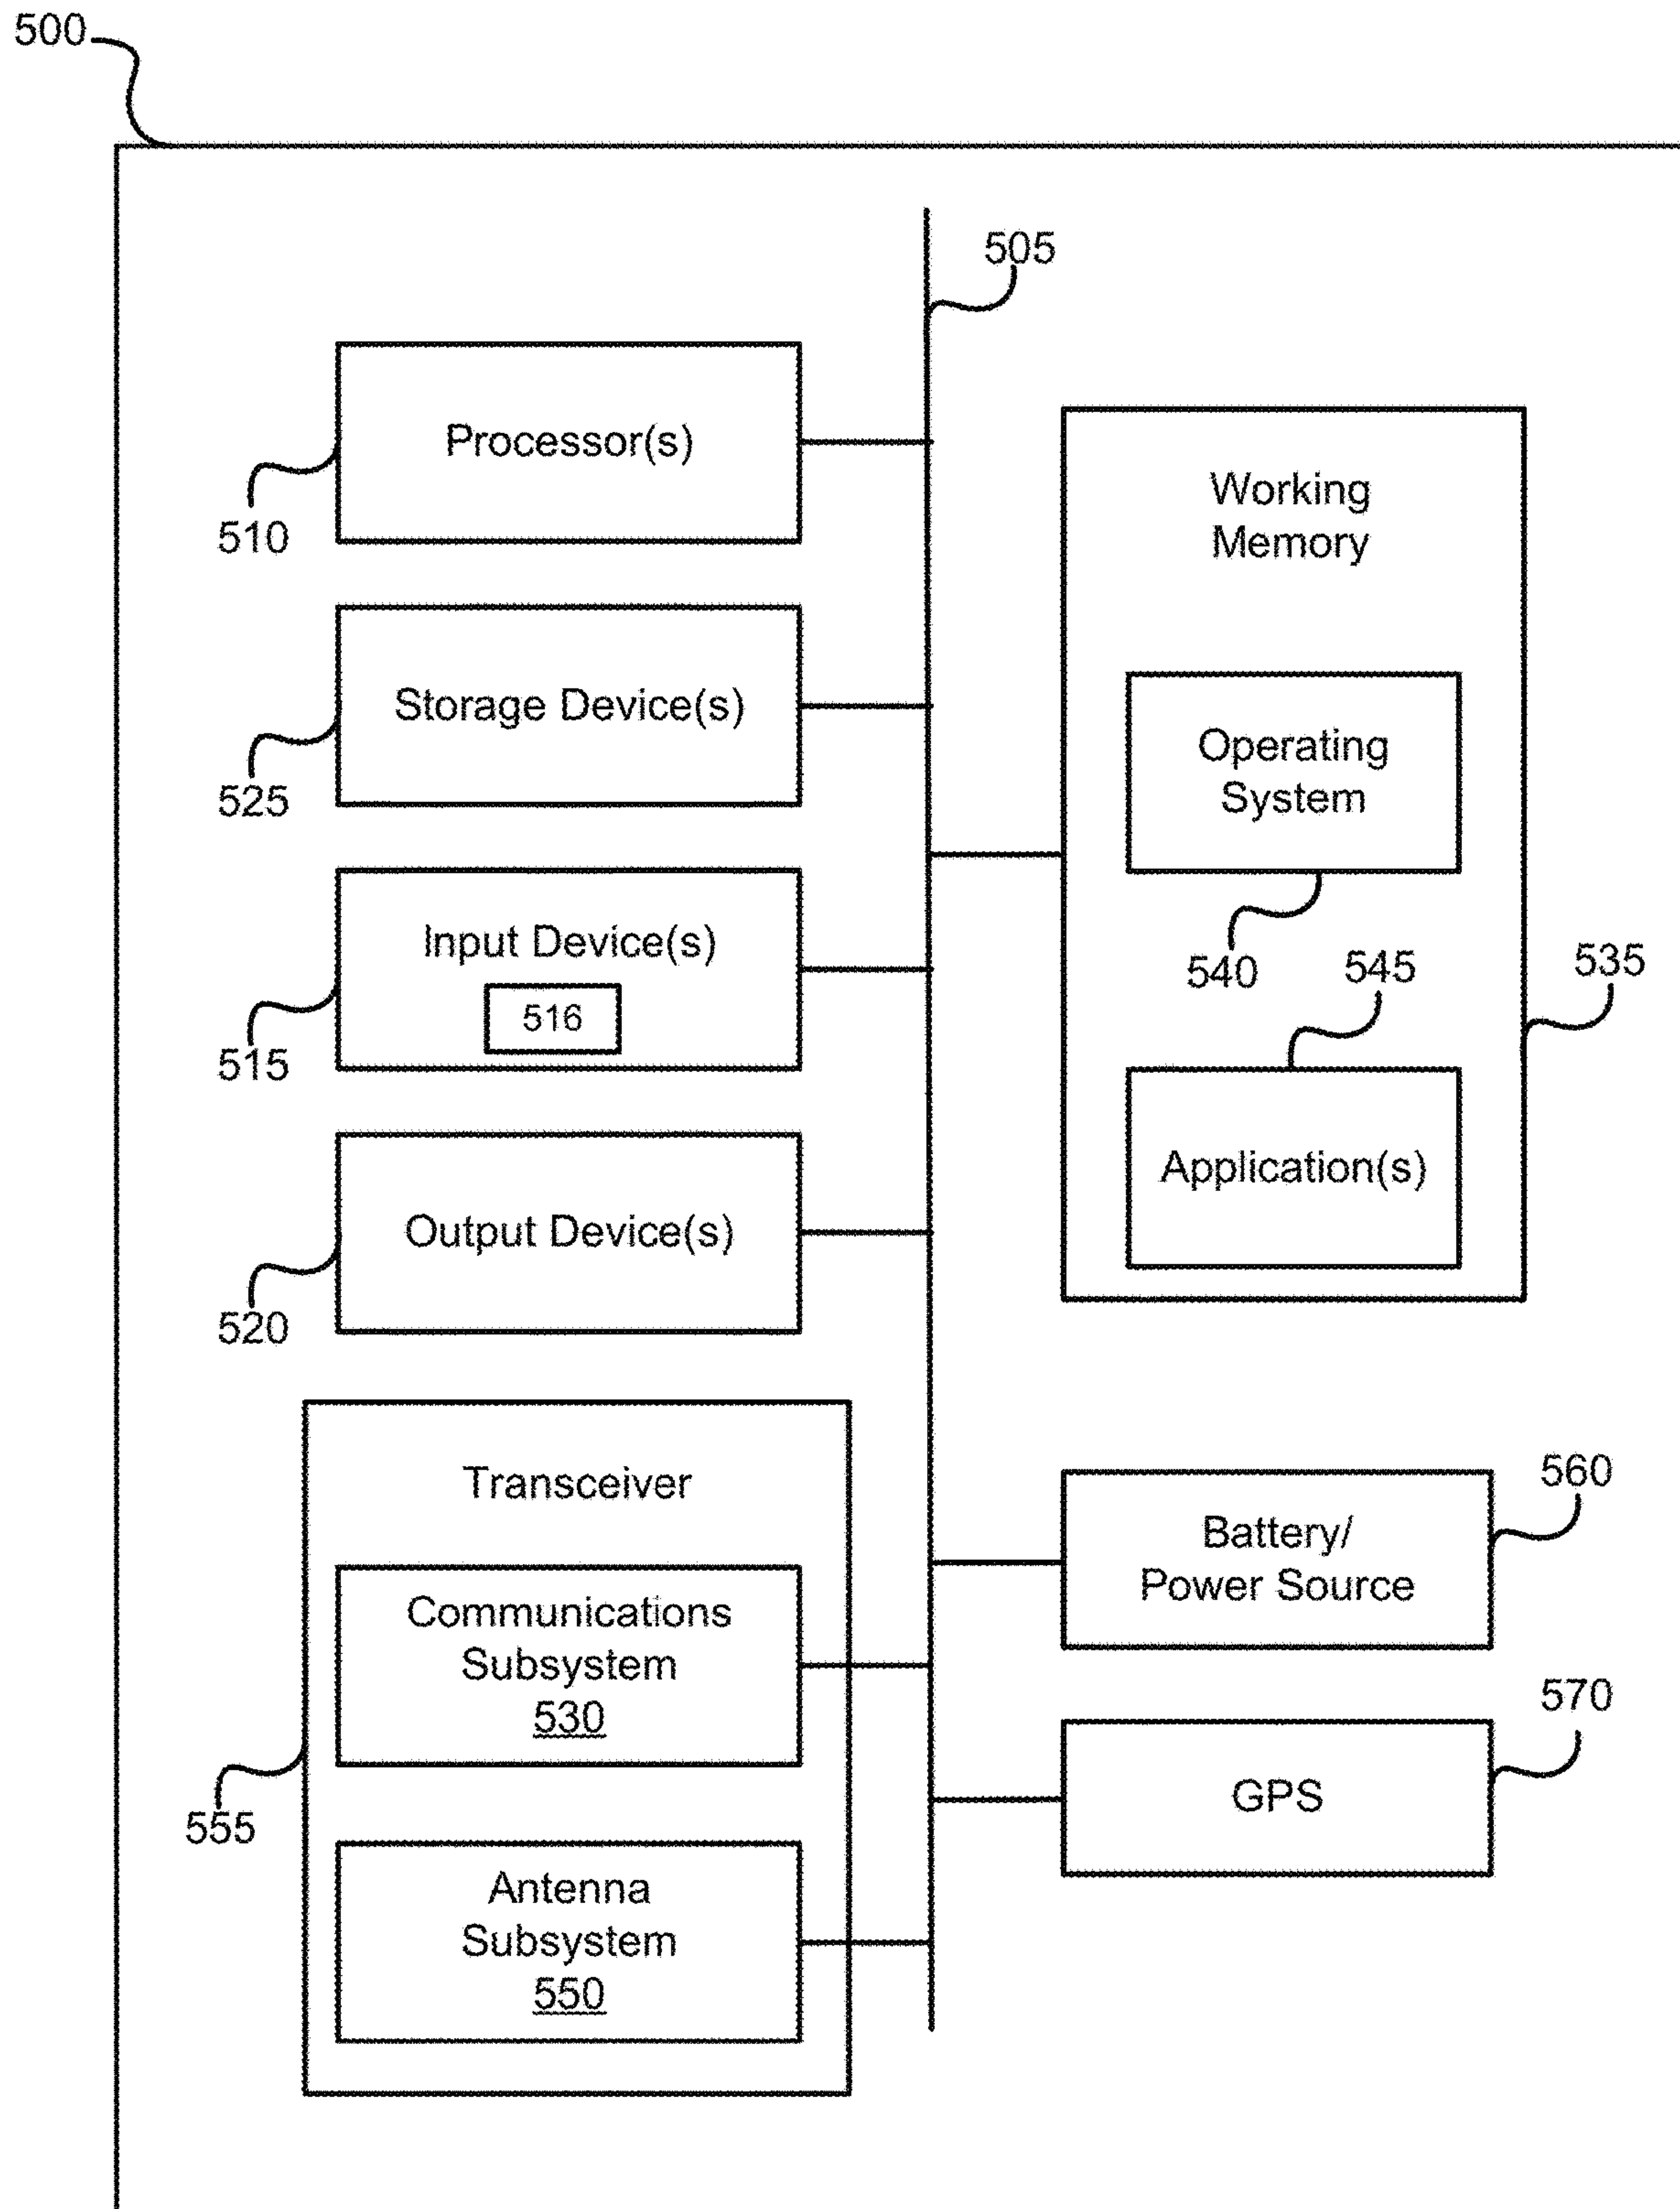 500
505
Processor(s)
510
Working
Memory
Storage Device(s)
525
Operating
System
540
545
535
Input Device(s)
516
515
Application(s)
Output Device(s)
520
Transceiver
Communications
Subsystem
530
555
Antenna
Subsystem
550
560
Battery/
Power Source
570
GPS